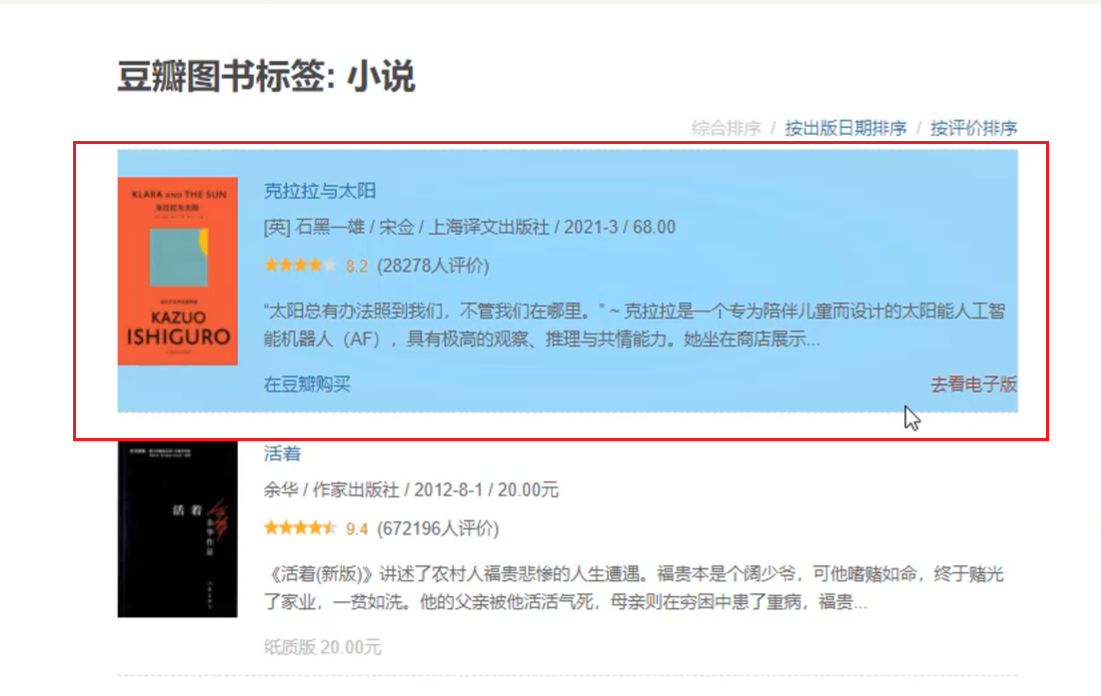 豆瓣图书标签: 小说
综合排序 / 按出版日期排序 / 按评价排序
KLARA AND THE SUN
克拉拉与太阳
KAZUO
ISHIGURO
克拉拉与太阳
[英] 石黑一雄 / 宋佥 / 上海译文出版社 / 2021-3 / 68.00
8.2 (28278人评价)
“太阳总有办法照到我们，不管我们在哪里。” ~ 克拉拉是一个专为陪伴儿童而设计的太阳能人工智
能机器人（AF），具有极高的观察、推理与共情能力。她坐在商店展示...
在豆瓣购买 去看电子版
活着
余华作品
活着
余华 / 作家出版社 / 2012-8-1 / 20.00元
9.4 (672196人评价)
《活着(新版)》讲述了农村人福贵悲惨的人生遭遇。福贵本是个阔少爷，可他嗜赌如命，终于赌光
了家业，一贫如洗。他的父亲被他活活气死，母亲则在穷困中患了重病，福贵...
纸质版 20.00元